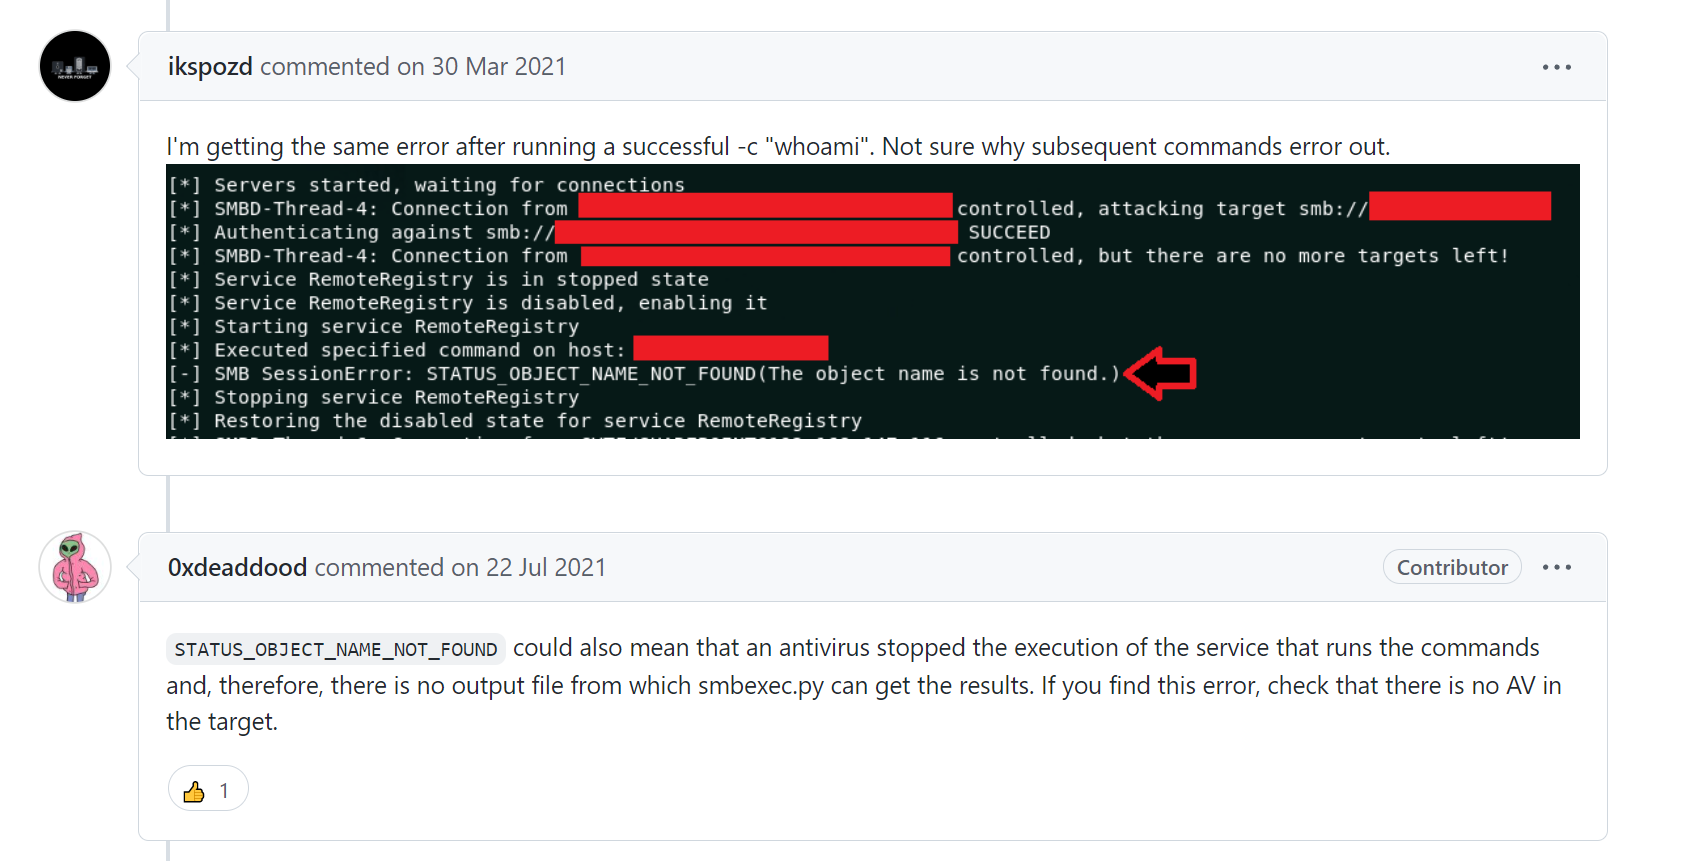 NEVER FORGET
ikspozd commented on 30 Mar 2021
I'm getting the same error after running a successful -c "whoami". Not sure why subsequent commands error out.
[*] Servers started, waiting for connections
[*] SMBD-Thread-4: Connection from controlled, attacking target smb://
[*] Authenticating against smb:// SUCCEED
[*] SMBD-Thread-4: Connection from controlled, but there are no more targets left!
[*] Service RemoteRegistry is in stopped state
[*] Service RemoteRegistry is disabled, enabling it
[*] Starting service RemoteRegistry
[*] Executed specified command on host:
[-] SMB SessionError: STATUS_OBJECT_NAME_NOT_FOUND(The object name is not found.)
[*] Stopping service RemoteRegistry
[*] Restoring the disabled state for service RemoteRegistry
0xdeaddood commented on 22 Jul 2021
Contributor
STATUS_OBJECT_NAME_NOT_FOUND could also mean that an antivirus stopped the execution of the service that runs the commands
and, therefore, there is no output file from which smbexec.py can get the results. If you find this error, check that there is no AV in
the target.
👍 1